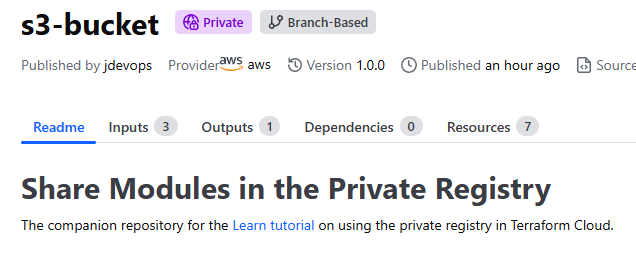 s3-bucket Private Branch-Based
Published by jdevops Provider aws aws Version 1.0.0 Published an hour ago Source
Readme Inputs 3 Outputs 1 Dependencies 0 Resources 7
Share Modules in the Private Registry
The companion repository for the Learn tutorial on using the private registry in Terraform Cloud.